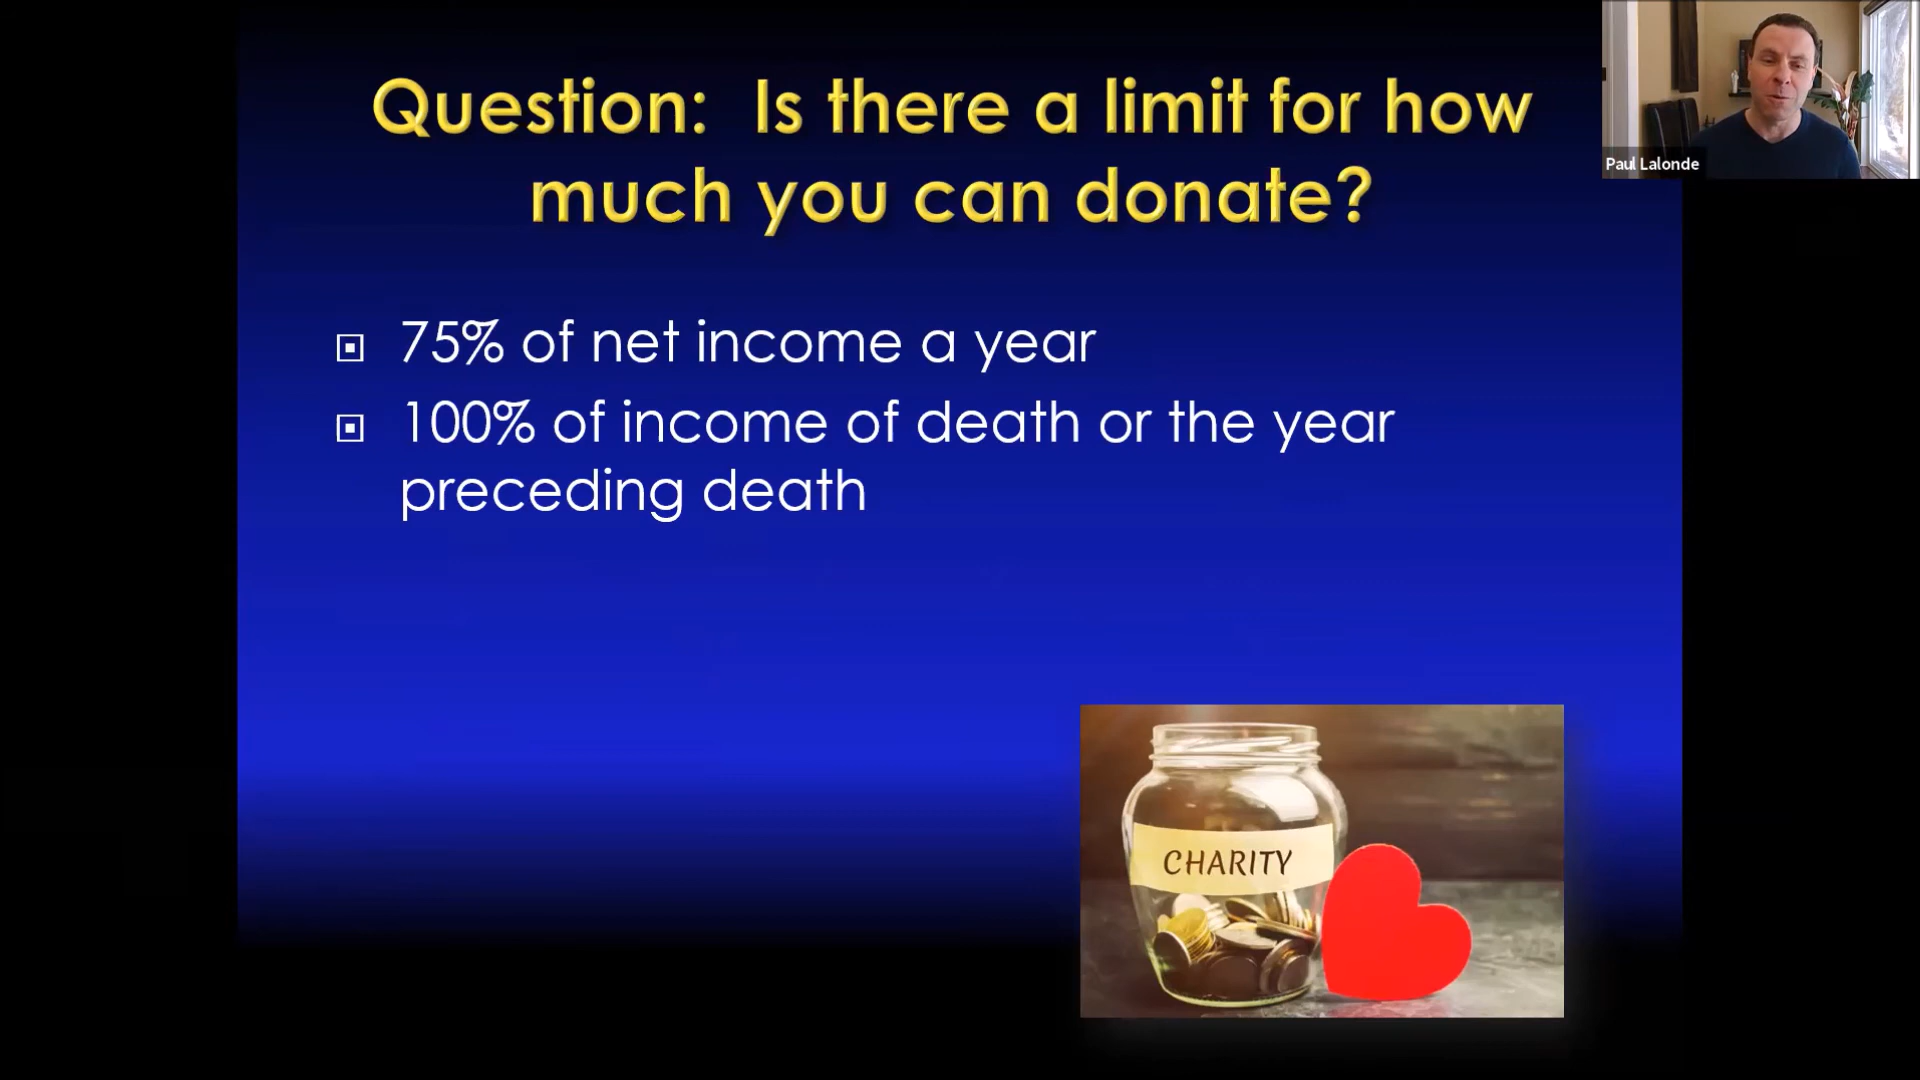 Question:  Is there a limit for how
much you can donate?
Paul Lalonde
75% of net income a year
100% of income of death or the year
preceding death
CHARITY